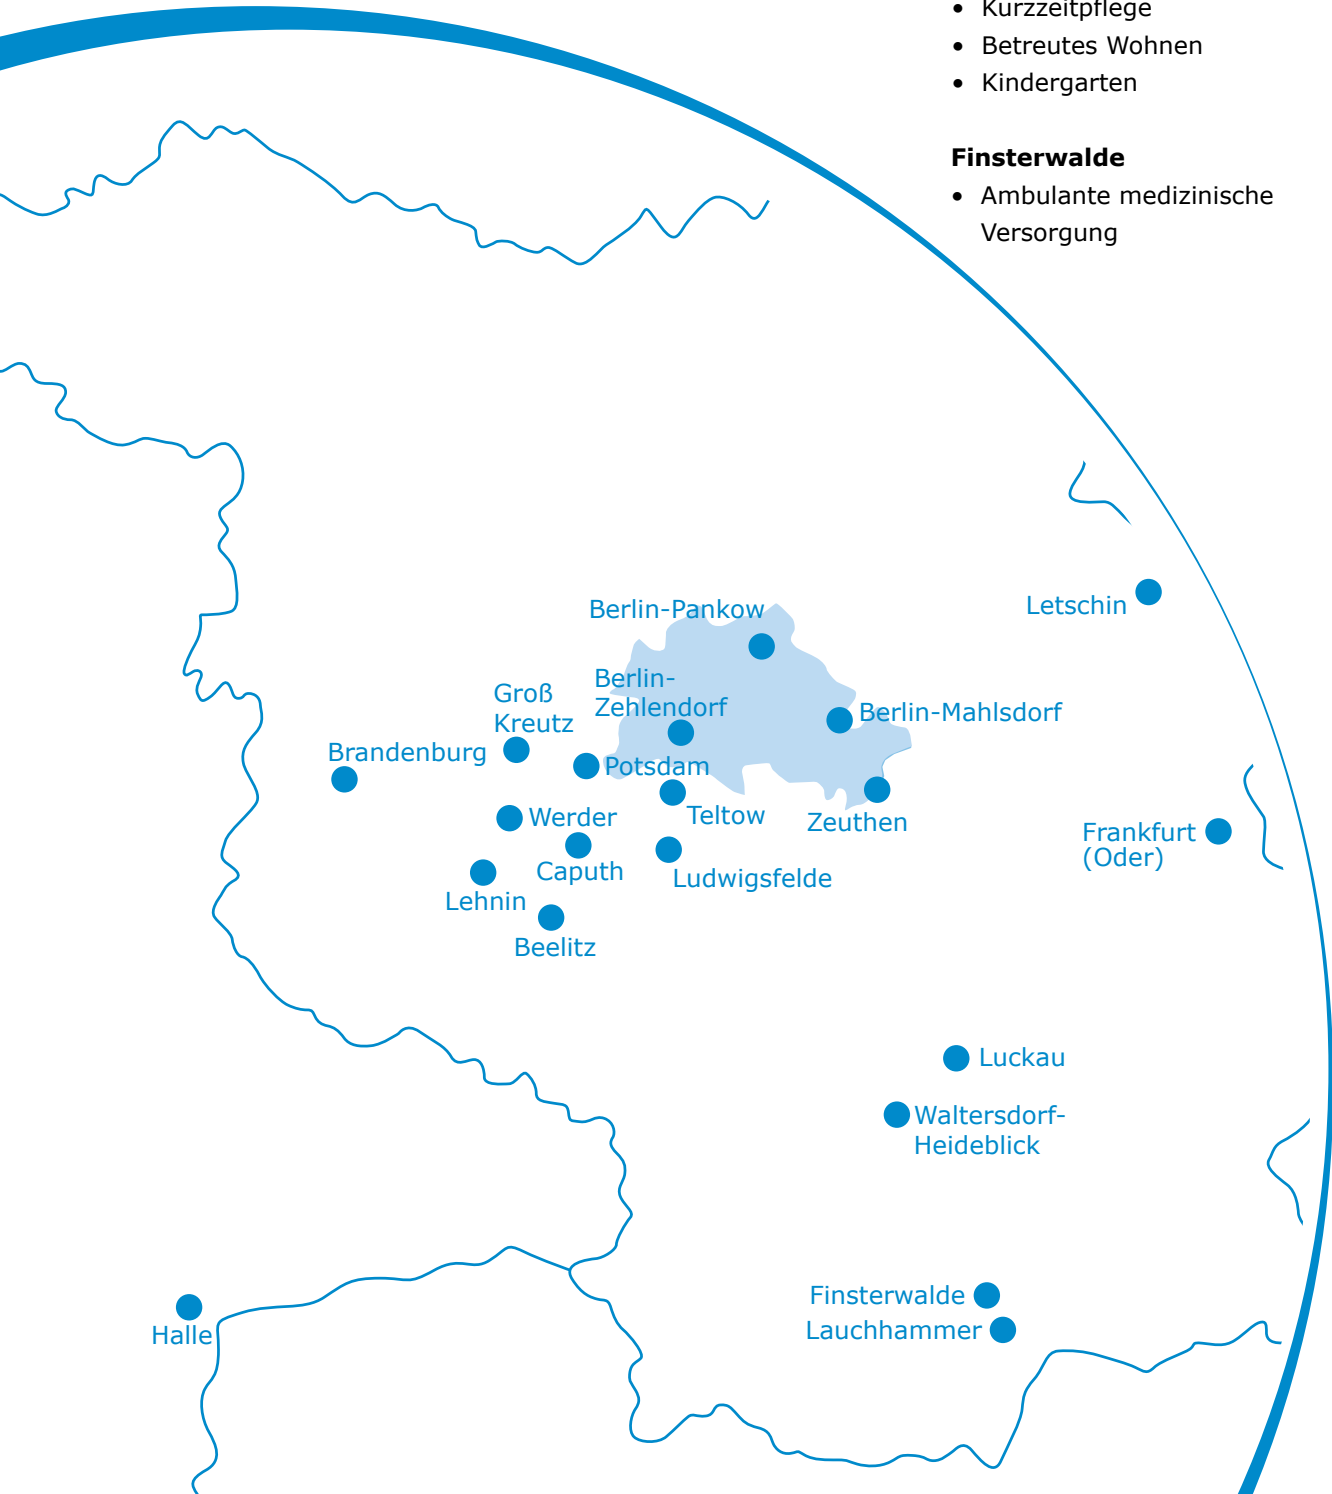 • Kurzzeitpflege
• Betreutes Wohnen
• Kindergarten
Finsterwalde
• Ambulante medizinische
Versorgung
Letschin
Berlin-Pankow
Berlin-
Zehlendorf
Groß
Kreutz
Berlin-Mahlsdorf
Brandenburg
Potsdam
Teltow
Werder
Zeuthen
Frankfurt
(Oder)
Caputh
Ludwigsfelde
Lehnin
Beelitz
Luckau
Waltersdorf-
Heideblick
Finsterwalde
Lauchhammer
Halle